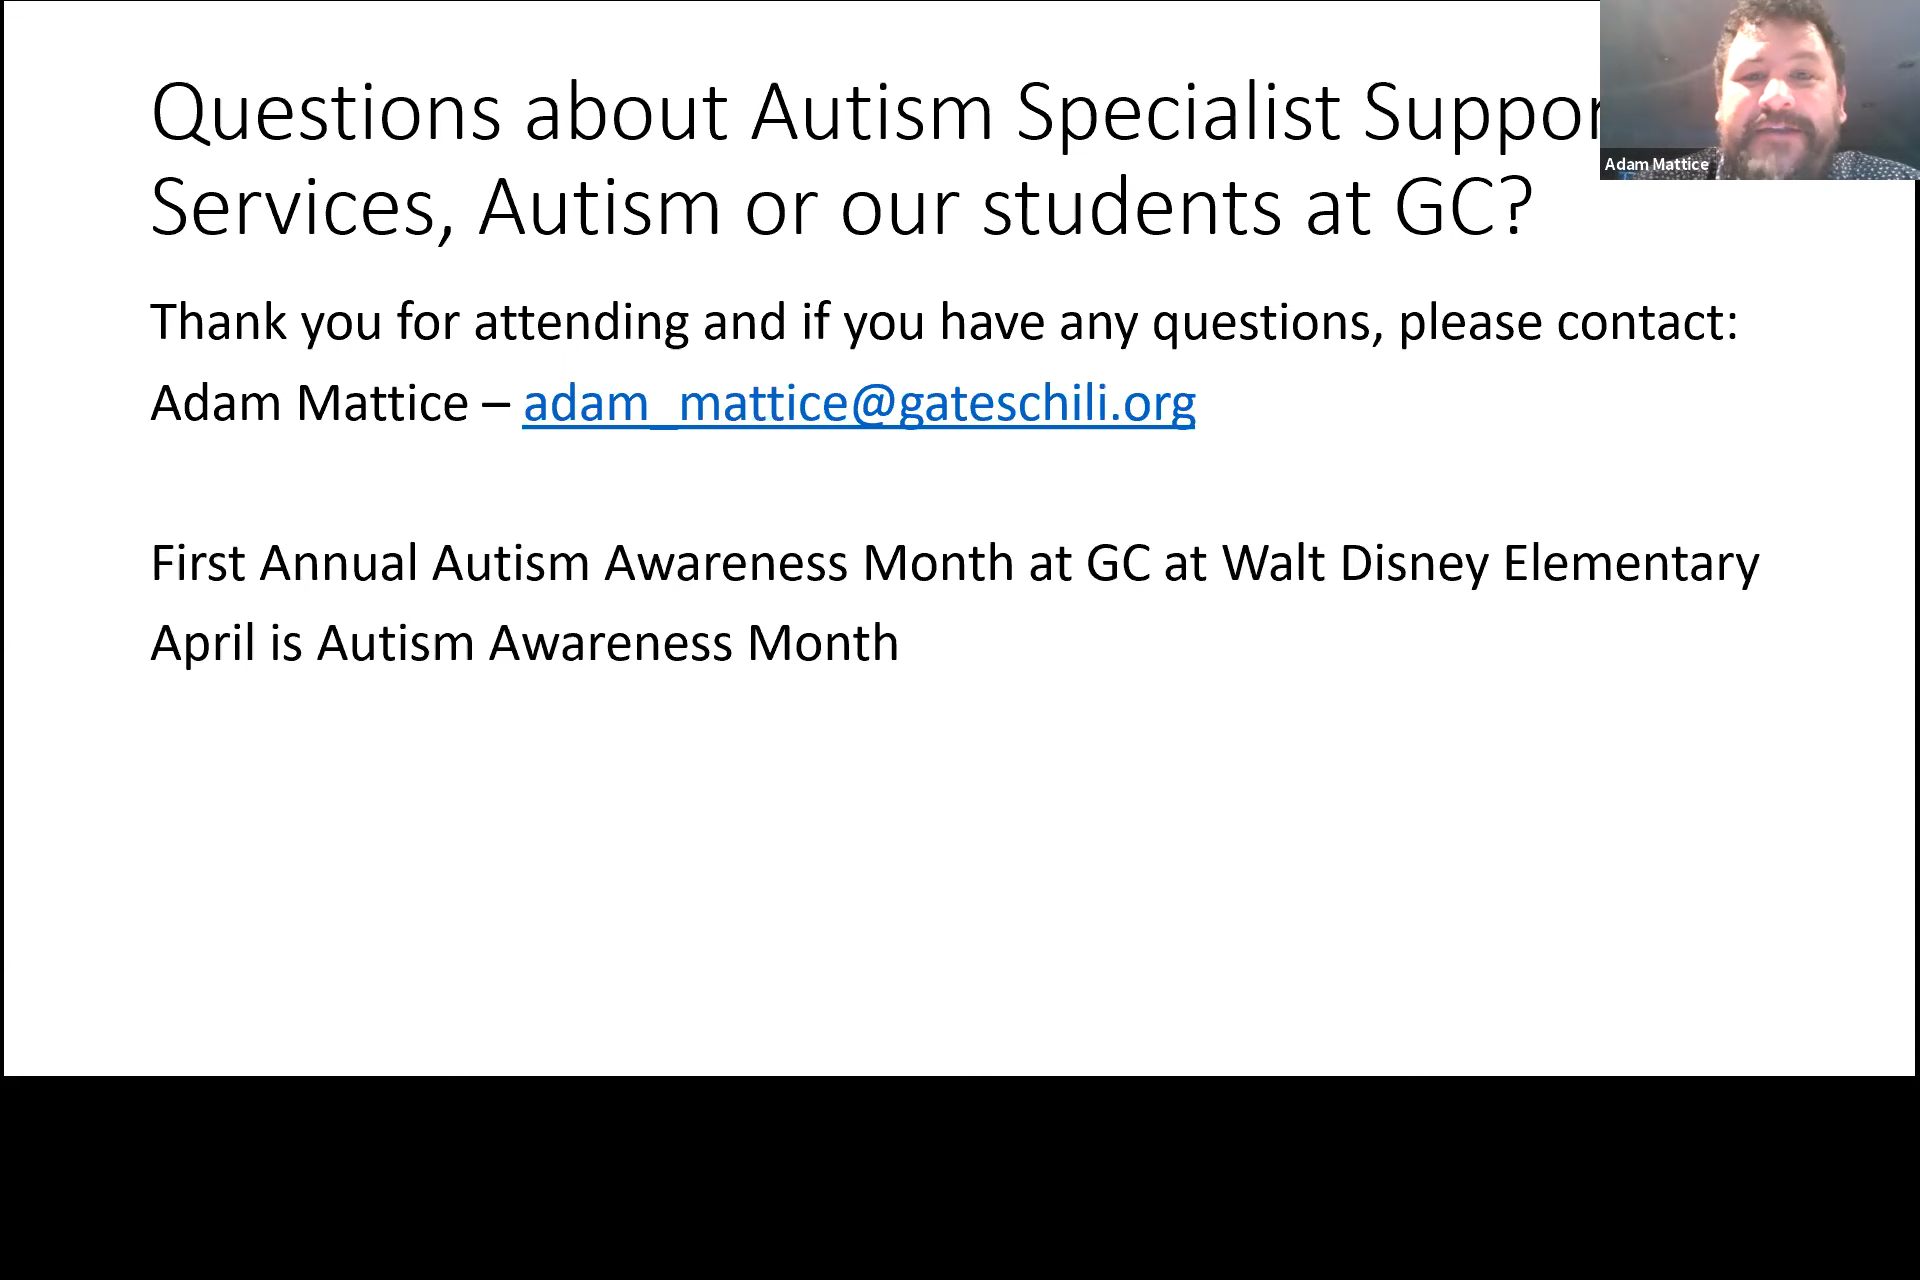 Questions about Autism Specialist Suppor
Services, Autism or our students at GC?
Adam Mattice
Thank you for attending and if you have any questions, please contact:
Adam Mattice – adam_mattice@gateschili.org
First Annual Autism Awareness Month at GC at Walt Disney Elementary
April is Autism Awareness Month